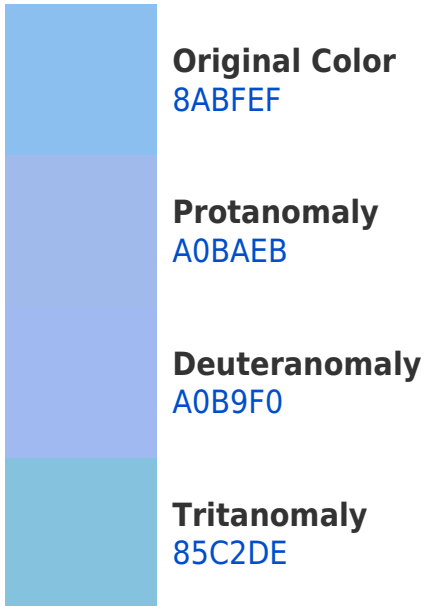 Original Color
8ABFEF
Protanomaly
A0BAEB
Deuteranomaly
A0B9F0
Tritanomaly
85C2DE